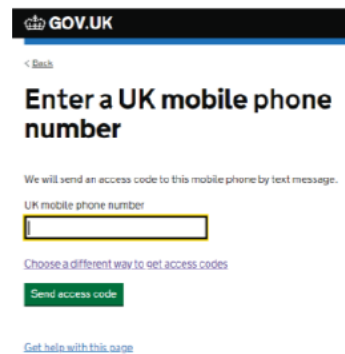 GOV.UK
< Back
Enter a UK mobile phone
number
We will send an access code to this mobile phone by text message.
UK mobile phone number
Choose a different way to get access codes
Send access code
Get help with this page